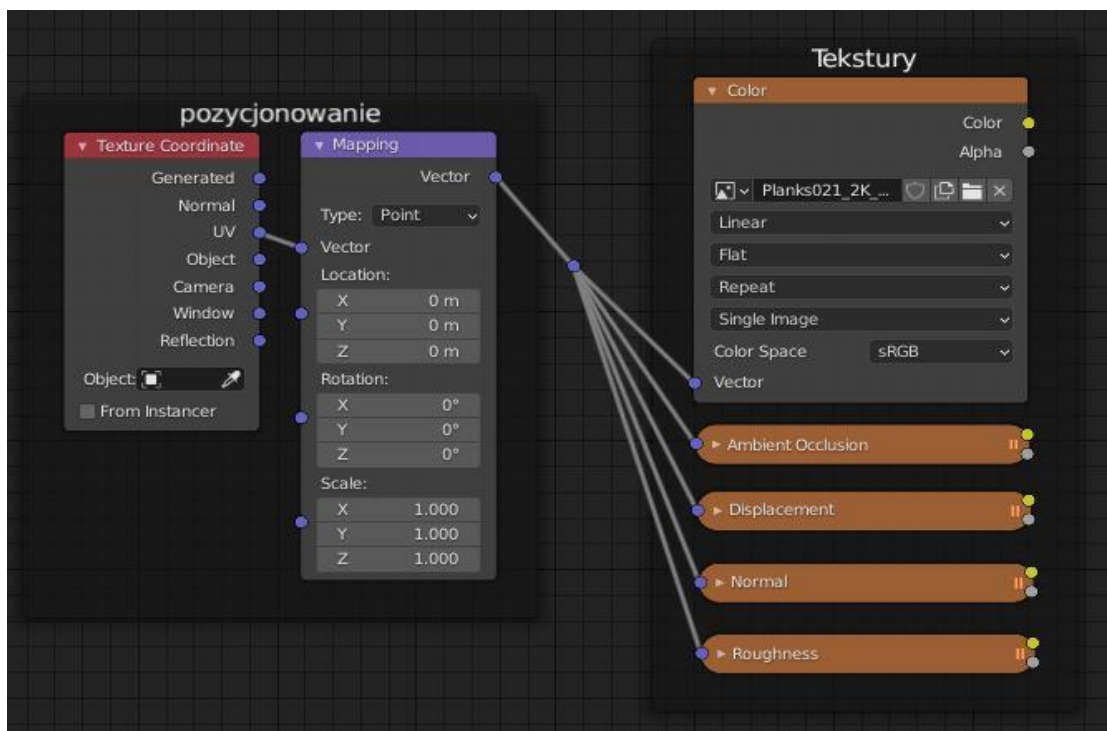 pozycjonowanie
Texture Coordinate
Generated
Normal
UV
Object
Camera
Window
Reflection
Object:
From Instancer
Mapping
Vector
Type: Point
Vector
Location:
X 0 m
Y 0 m
Z 0 m
Rotation:
X 0°
Y 0°
Z 0°
Scale:
X 1.000
Y 1.000
Z 1.000
Tekstury
Color
Color
Alpha
Planks021_2K_...
Linear
Flat
Repeat
Single Image
Color Space sRGB
Vector
Ambient Occlusion
Displacement
Normal
Roughness